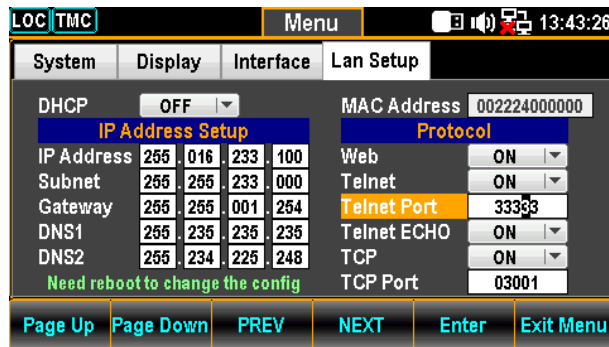 LOC TMC Menu 13:43:26
System Display Interface Lan Setup
DHCP OFF MAC Address 002224000000
IP Address Setup Protocol
IP Address 255 . 016 . 233 . 100 Web ON
Subnet 255 . 255 . 233 . 000 Telnet ON
Gateway 255 . 255 . 001 . 254 Telnet Port 33333
DNS1 255 . 235 . 235 . 235 Telnet ECHO ON
DNS2 255 . 234 . 225 . 248 TCP ON
Need reboot to change the config TCP Port 03001
Page Up Page Down PREV NEXT Enter Exit Menu